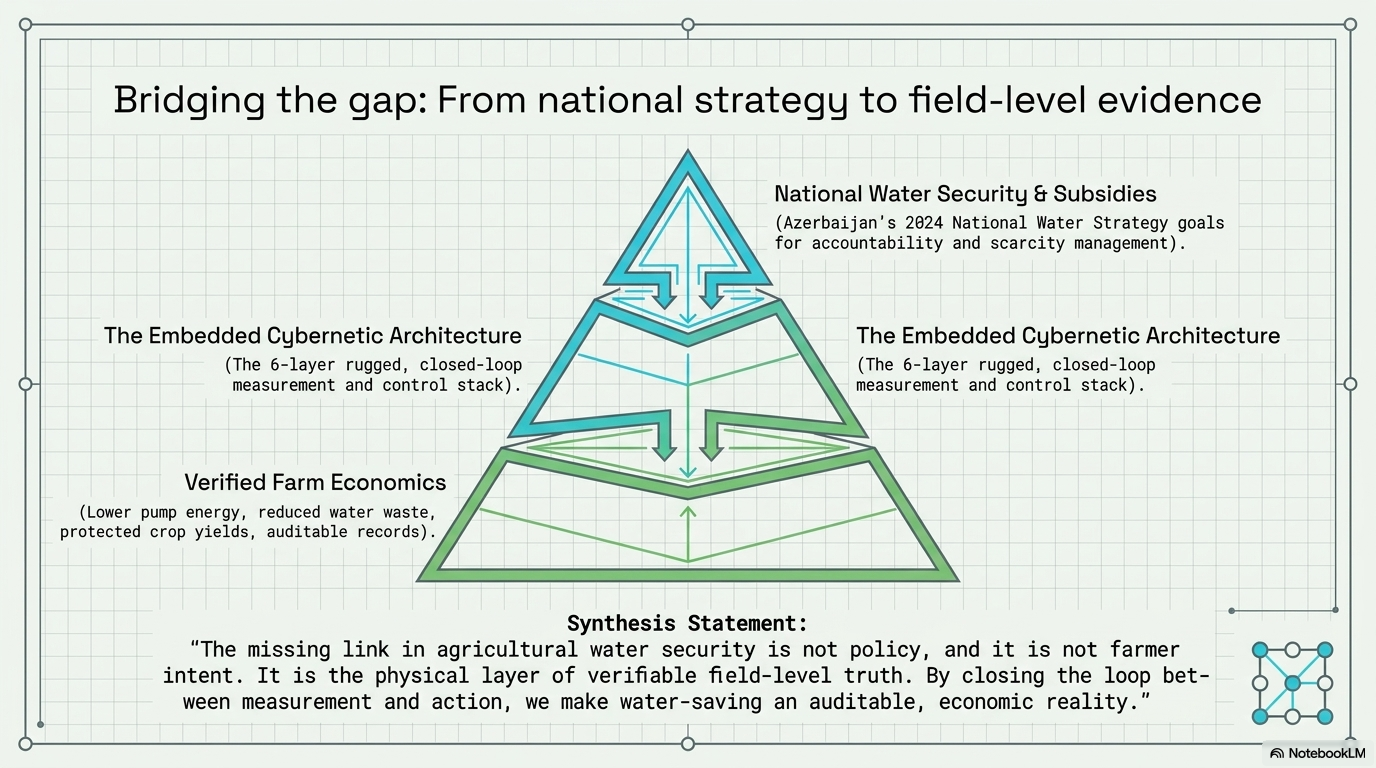 Bridging the gap: From national strategy to field-level evidence
National Water Security & Subsidies
(Azerbaijan's 2024 National Water Strategy goals
for accountability and scarcity management).
The Embedded Cybernetic Architecture
(The 6-layer rugged, closed-loop
measurement and control stack).
The Embedded Cybernetic Architecture
(The 6-layer rugged, closed-loop
measurement and control stack).
Verified Farm Economics
(Lower pump energy, reduced water waste,
protected crop yields, auditable records).
Synthesis Statement:
“The missing link in agricultural water security is not policy, and it is not farmer
intent. It is the physical layer of verifiable field-level truth. By closing the loop bet-
ween measurement and action, we make water-saving an auditable, economic reality.”
NotebookLM